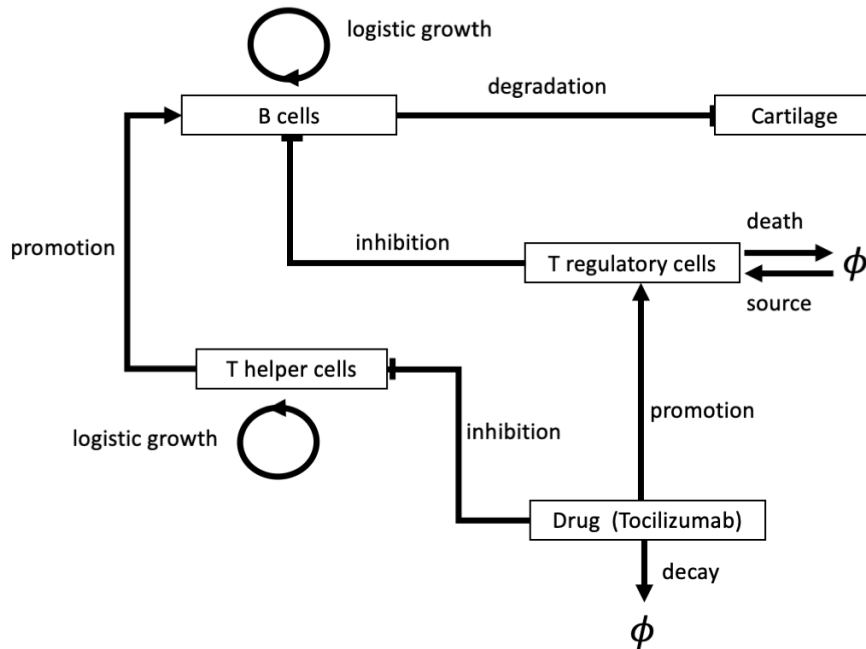 logistic growth
degradation
B cells
Cartilage
death
promotion
inhibition
T regulatory cells
ϕ
source
T helper cells
promotion
logistic growth
inhibition
Drug (Tocilizumab)
decay
ϕ